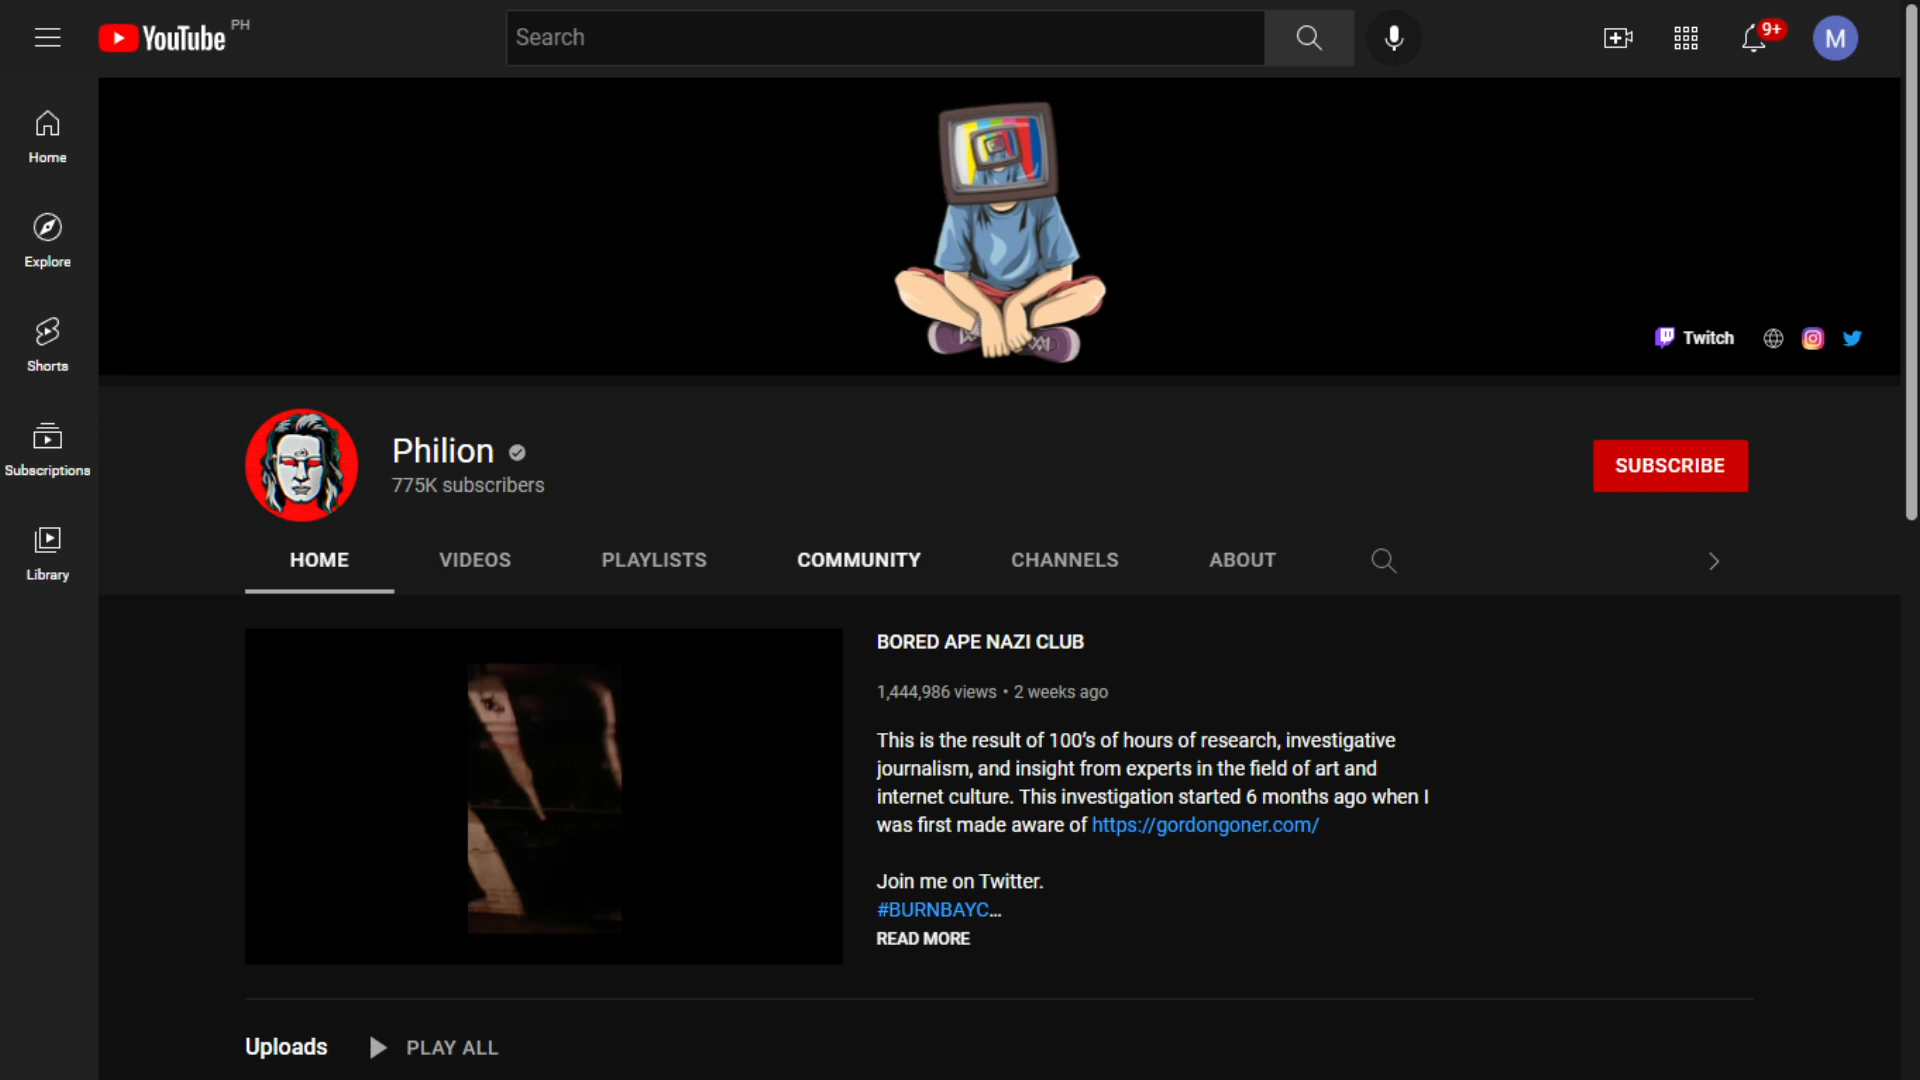 YouTube PH
Search
9+
M
Home
Explore
Shorts
Subscriptions
Library
Twitch
Philion
775K subscribers
SUBSCRIBE
HOME
VIDEOS
PLAYLISTS
COMMUNITY
CHANNELS
ABOUT
BORED APE NAZI CLUB
1,444,986 views • 2 weeks ago
This is the result of 100’s of hours of research, investigative
journalism, and insight from experts in the field of art and
internet culture. This investigation started 6 months ago when I
was first made aware of https://gordongoner.com/
Join me on Twitter.
#BURNBAYC...
READ MORE
Uploads
PLAY ALL